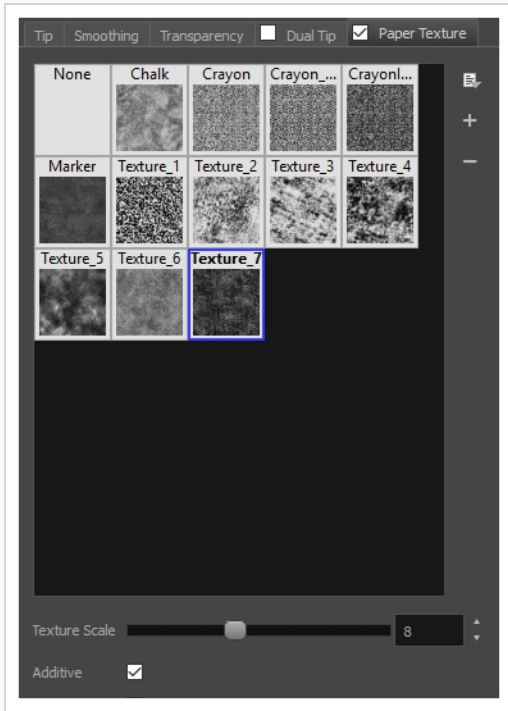 Tip Smoothing Transparency Dual Tip Paper Texture
None Chalk Crayon Crayon_... Crayonl...
Marker Texture_1 Texture_2 Texture_3 Texture_4
Texture_5 Texture_6 Texture_7
Texture Scale 8
Additive